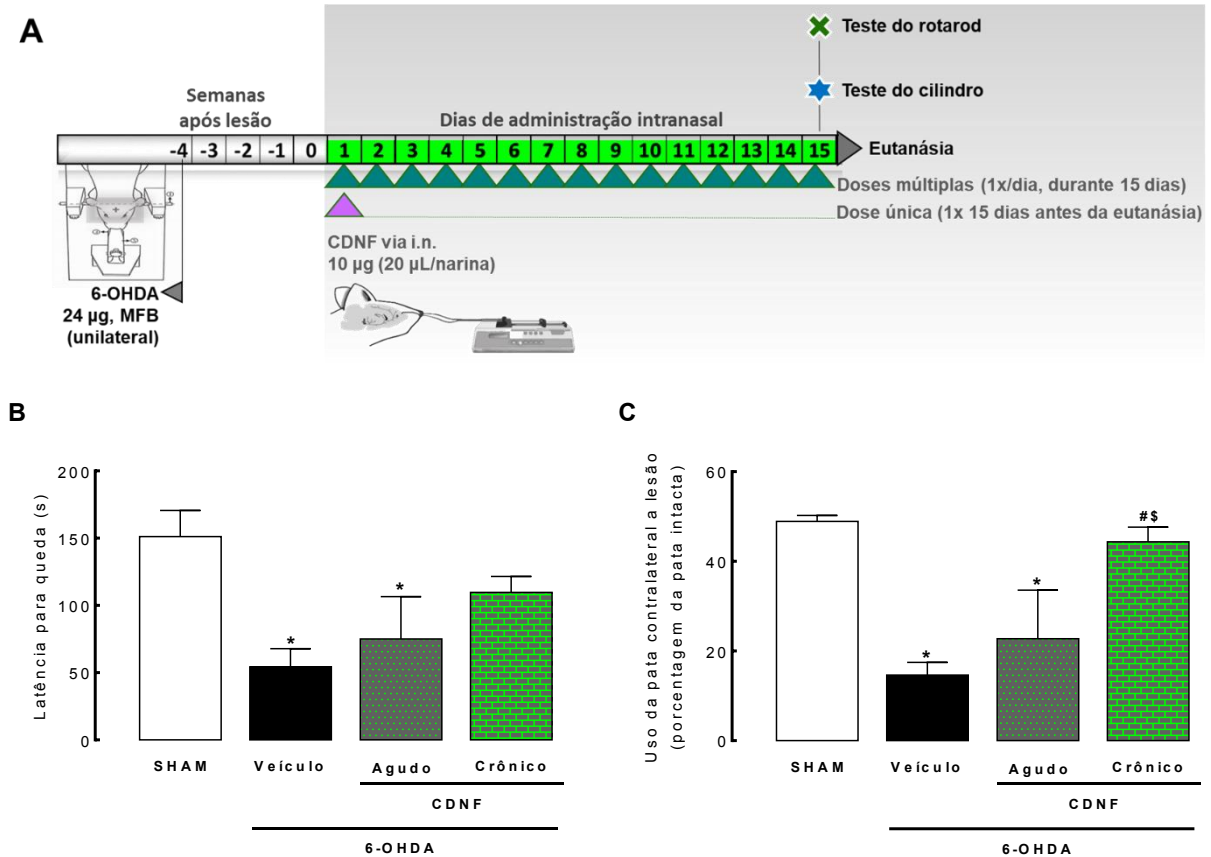 A
Teste do rotarod
Teste do cilindro
Semanas
após lesão
Dias de administração intranasal
-4 -3 -2 -1 0 1 2 3 4 5 6 7 8 9 10 11 12 13 14 15
Eutanásia
Doses múltiplas (1x/dia, durante 15 dias)
Dose única (1x 15 dias antes da eutanásia)
6-OHDA
24 µg, MFB
(unilateral)
CDNF via i.n.
10 µg (20 µL/narina)
B
Latência para queda (s)
200
150
100
50
0
*
*
SHAM Veículo Agudo Crônico
CDNF
6-OHDA
C
Uso da pata contralateral a lesão
(porcentagem da pata intacta)
60
40
20
0
*
*
#$
SHAM Veículo Agudo Crônico
CDNF
6-OHDA